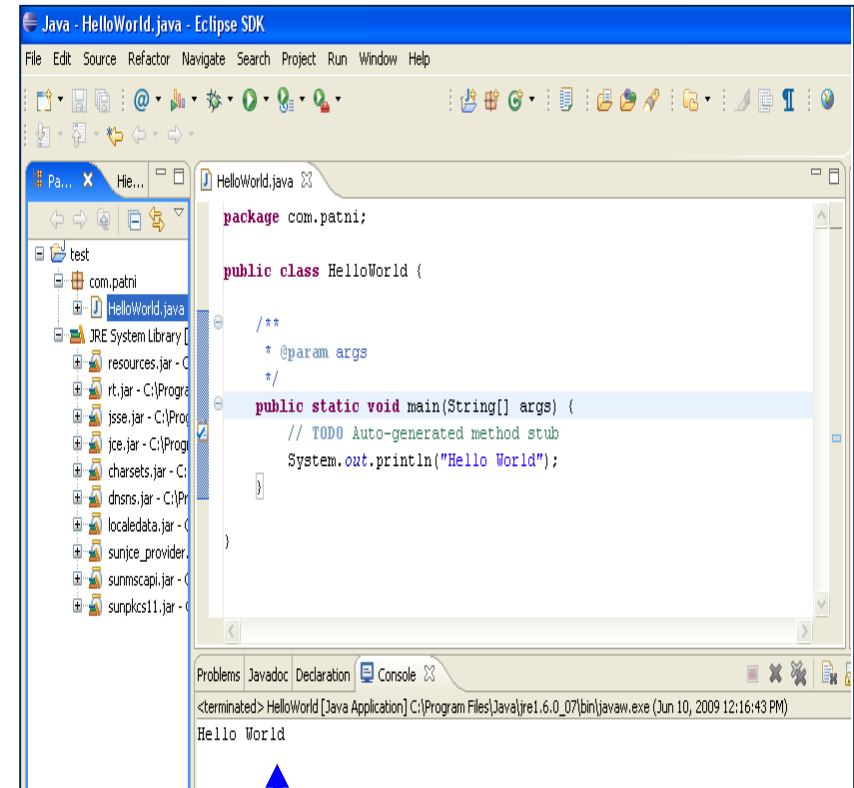 Java - HelloWorld.java - Eclipse SDK
File Edit Source Refactor Navigate Search Project Run Window Help
Pa... Hie...
HelloWorld.java
test
com.patni
HelloWorld.java
JRE System Library [
resources.jar - C
rt.jar - C:\Progra
jsse.jar - C:\Prog
jce.jar - C:\Progr
charsets.jar - C:
dnsns.jar - C:\Pr
localedata.jar - C
sunjce_provider.
sunmscapi.jar - C
sunpkcs11.jar - C
package com.patni;
public class HelloWorld {
/**
* @param args
*/
public static void main(String[] args) {
// TODO Auto-generated method stub
System.out.println("Hello World");
}
}
Problems Javadoc Declaration Console
<terminated> HelloWorld [Java Application] C:\Program Files\Java\jre1.6.0_07\bin\javaw.exe (Jun 10, 2009 12:16:43 PM)
Hello World